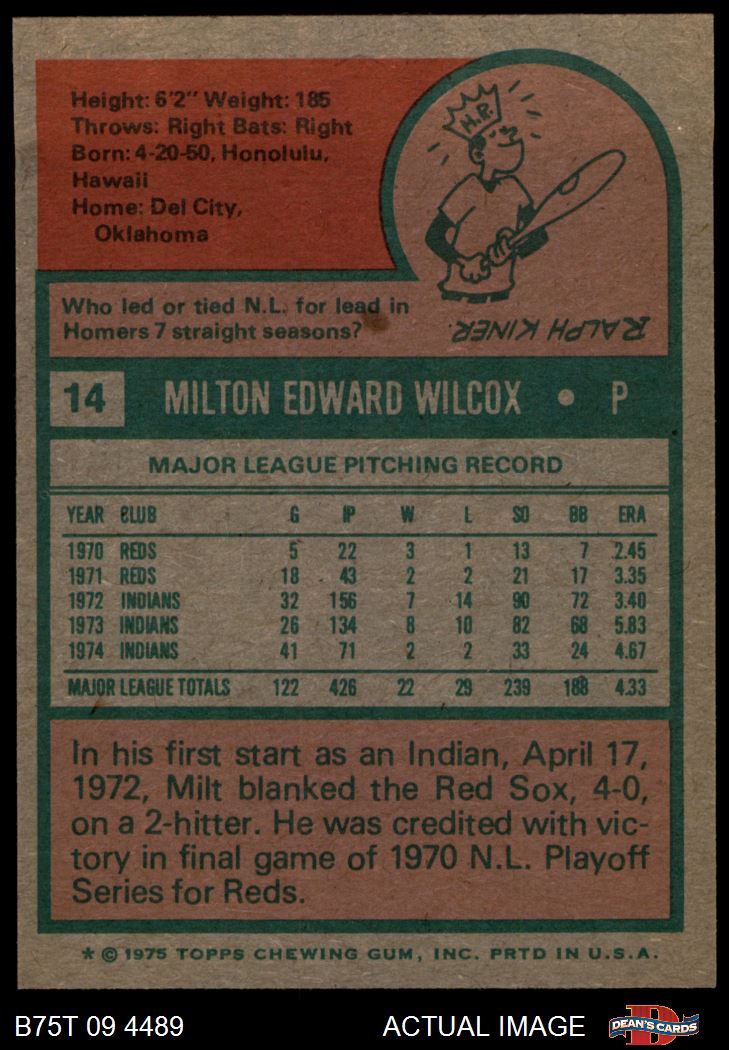 Height: 6'2" Weight: 185
Throws: Right Bats: Right
Born: 4-20-50, Honolulu,
Hawaii
Home: Del City,
Oklahoma
H.R.
Who led or tied N.L. for lead in
Homers 7 straight seasons?
RALPH KINER.
14 MILTON EDWARD WILCOX • P
MAJOR LEAGUE PITCHING RECORD
YEAR CLUB G IP W L SO BB ERA
1970 REDS 5 22 3 1 13 7 2.45
1971 REDS 18 43 2 2 21 17 3.35
1972 INDIANS 32 156 7 14 90 72 3.40
1973 INDIANS 26 134 8 10 82 68 5.83
1974 INDIANS 41 71 2 2 33 24 4.67
MAJOR LEAGUE TOTALS 122 426 22 29 239 188 4.33
In his first start as an Indian, April 17,
1972, Milt blanked the Red Sox, 4-0,
on a 2-hitter. He was credited with vic-
tory in final game of 1970 N.L. Playoff
Series for Reds.
* © 1975 TOPPS CHEWING GUM, INC. PRTD IN U.S.A.
B75T 09 4489 ACTUAL IMAGE DEAN'S CARDS